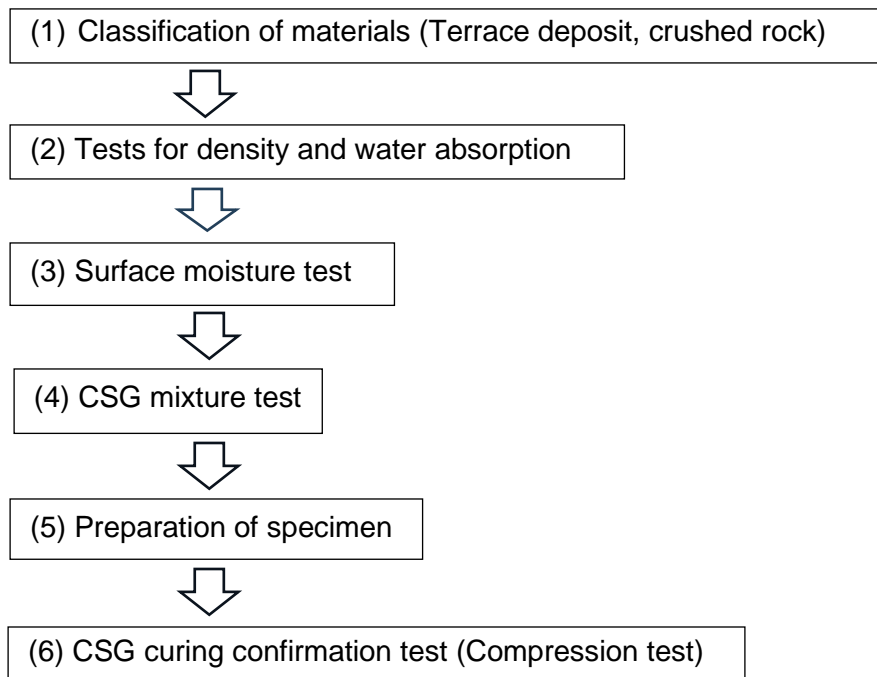 (1) Classification of materials (Terrace deposit, crushed rock)
(2) Tests for density and water absorption
(3) Surface moisture test
(4) CSG mixture test
(5) Preparation of specimen
(6) CSG curing confirmation test (Compression test)